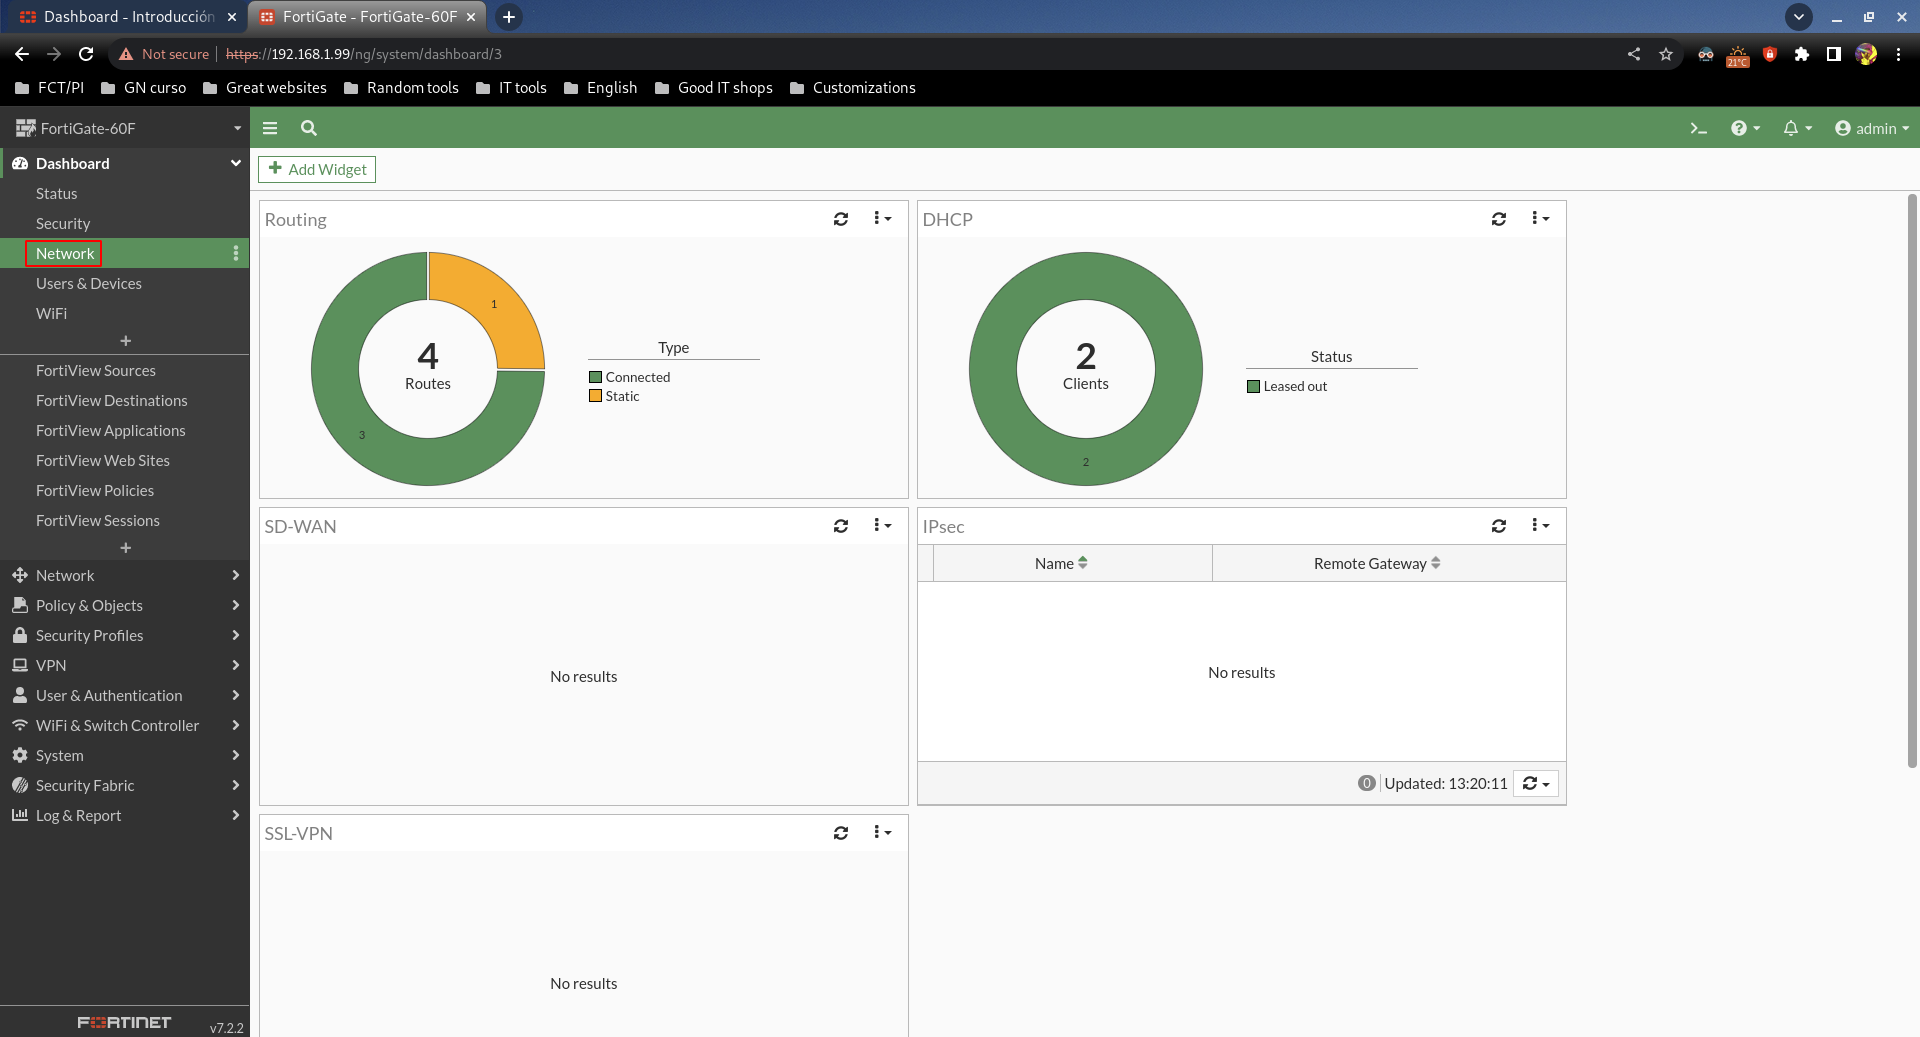 Dashboard - Introducción
FortiGate - FortiGate-60F
Not secure
https://192.168.1.99/ng/system/dashboard/3
21°C
FCT/PI
GN curso
Great websites
Random tools
IT tools
English
Good IT shops
Customizations
FortiGate-60F
admin
Dashboard
Status
Security
Network
Users & Devices
WiFi
+
FortiView Sources
FortiView Destinations
FortiView Applications
FortiView Web Sites
FortiView Policies
FortiView Sessions
+
Network
Policy & Objects
Security Profiles
VPN
User & Authentication
WiFi & Switch Controller
System
Security Fabric
Log & Report
FORTINET
v7.2.2
+ Add Widget
Routing
1
4
Routes
3
Type
Connected
Static
DHCP
2
Clients
2
Status
Leased out
SD-WAN
No results
IPsec
Name
Remote Gateway
No results
0 Updated: 13:20:11
SSL-VPN
No results